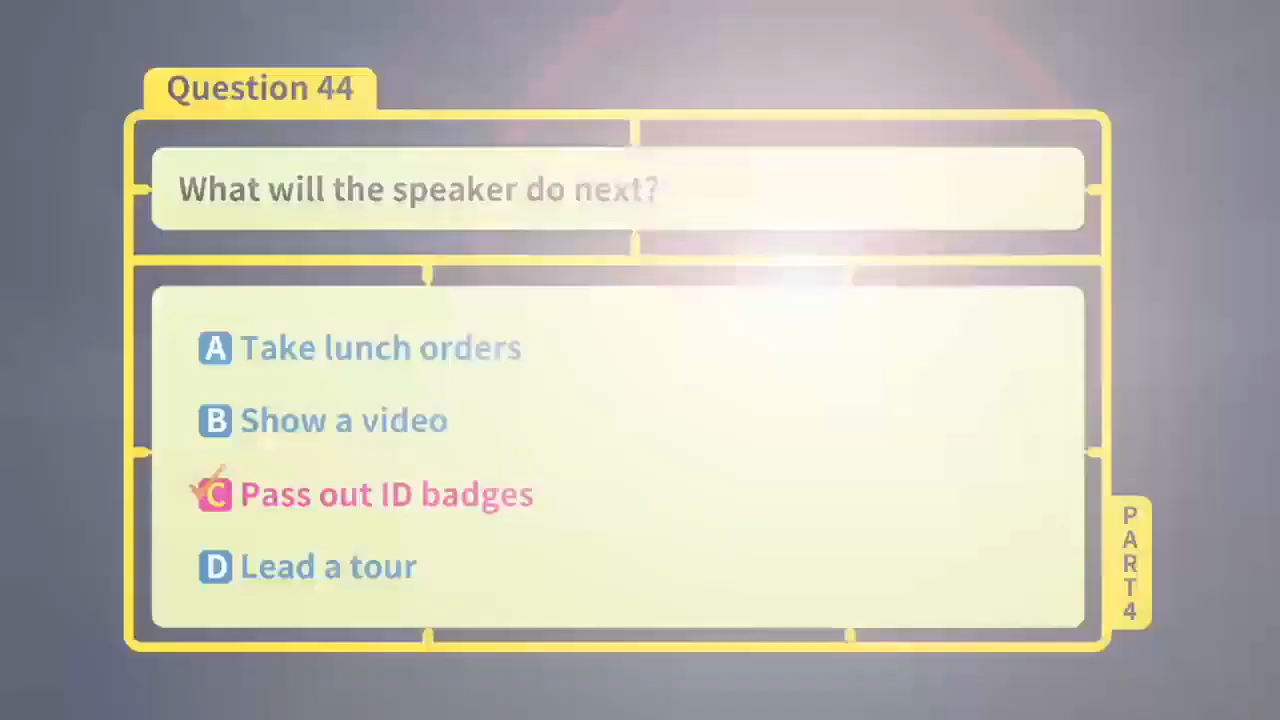 Question 44
What will the speaker do next?
A Take lunch orders
B Show a video
C Pass out ID badges
D Lead a tour
PART4